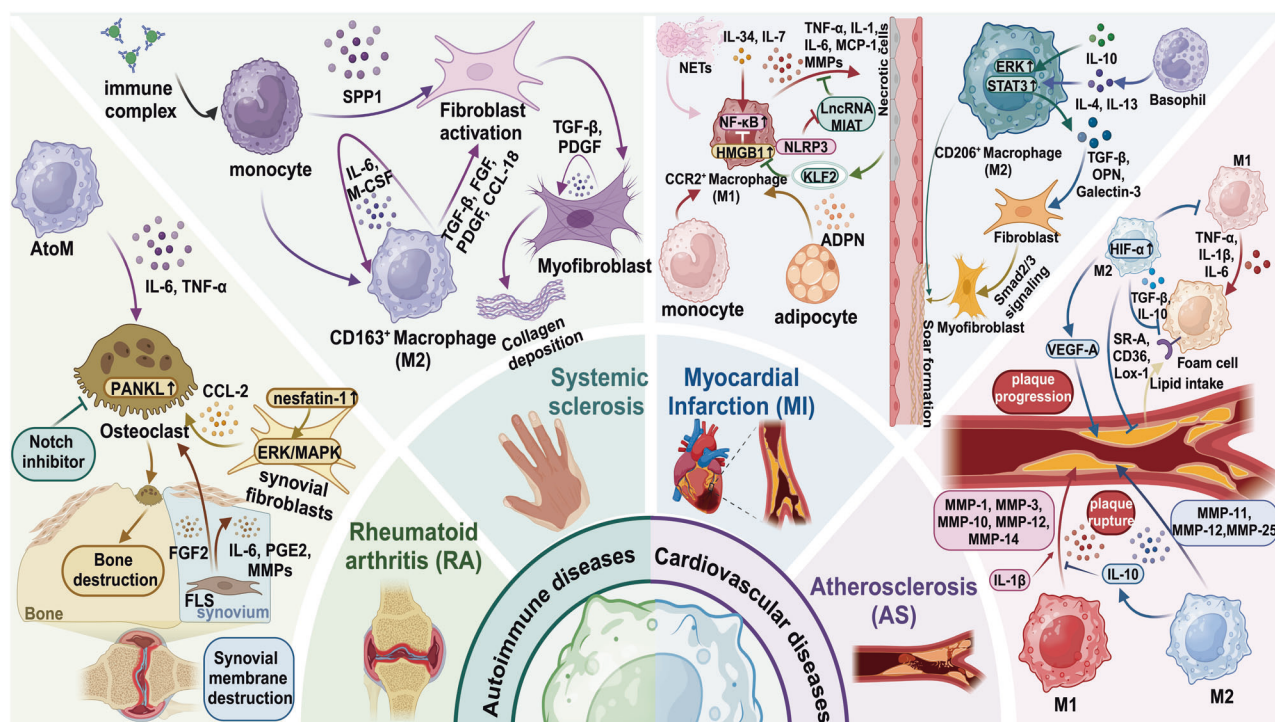 immune
complex
monocyte
SPP1
Fibroblast
activation
TGF-β,
PDGF
IL-6,
M-CSF
TGF-β, FGF,
PDGF, CCL-18
Myofibroblast
Collagen
deposition
CD163⁺ Macrophage
(M2)
AtoM
IL-6, TNF-α
PANKL↑
Osteoclast
CCL-2
nesfatin-1↑
ERK/MAPK
synovial
fibroblasts
Notch
inhibitor
Bone
destruction
FGF2
IL-6, PGE2,
MMPs
FLS
Bone
synovium
Synovial
membrane
destruction
Rheumatoid
arthritis (RA)
Systemic
sclerosis
Autoimmune diseases
Myocardial
Infarction (MI)
Cardiovascular diseases
Atherosclerosis
(AS)
NETs
IL-34, IL-7
TNF-α, IL-1,
IL-6, MCP-1,
MMPs
NF-κB↑
HMGB1↑
NLRP3
LncRNA
MIAT
KLF2
CCR2⁺ Macrophage
(M1)
ADPN
monocyte
adipocyte
Necrotic cells
Soar formation
ERK↑
STAT3↑
IL-10
IL-4, IL-13
Basophil
CD206⁺ Macrophage
(M2)
TGF-β,
OPN,
Galectin-3
Fibroblast
Smad2/3
signaling
Myofibroblast
M1
HIF-α↑
M2
TNF-α,
IL-1β,
IL-6
TGF-β,
IL-10
VEGF-A
SR-A,
CD36,
Lox-1
Foam cell
Lipid intake
plaque
progression
MMP-1, MMP-3,
MMP-10, MMP-12,
MMP-14
plaque
rupture
MMP-11,
MMP-12,MMP-25
IL-1β
IL-10
M1
M2